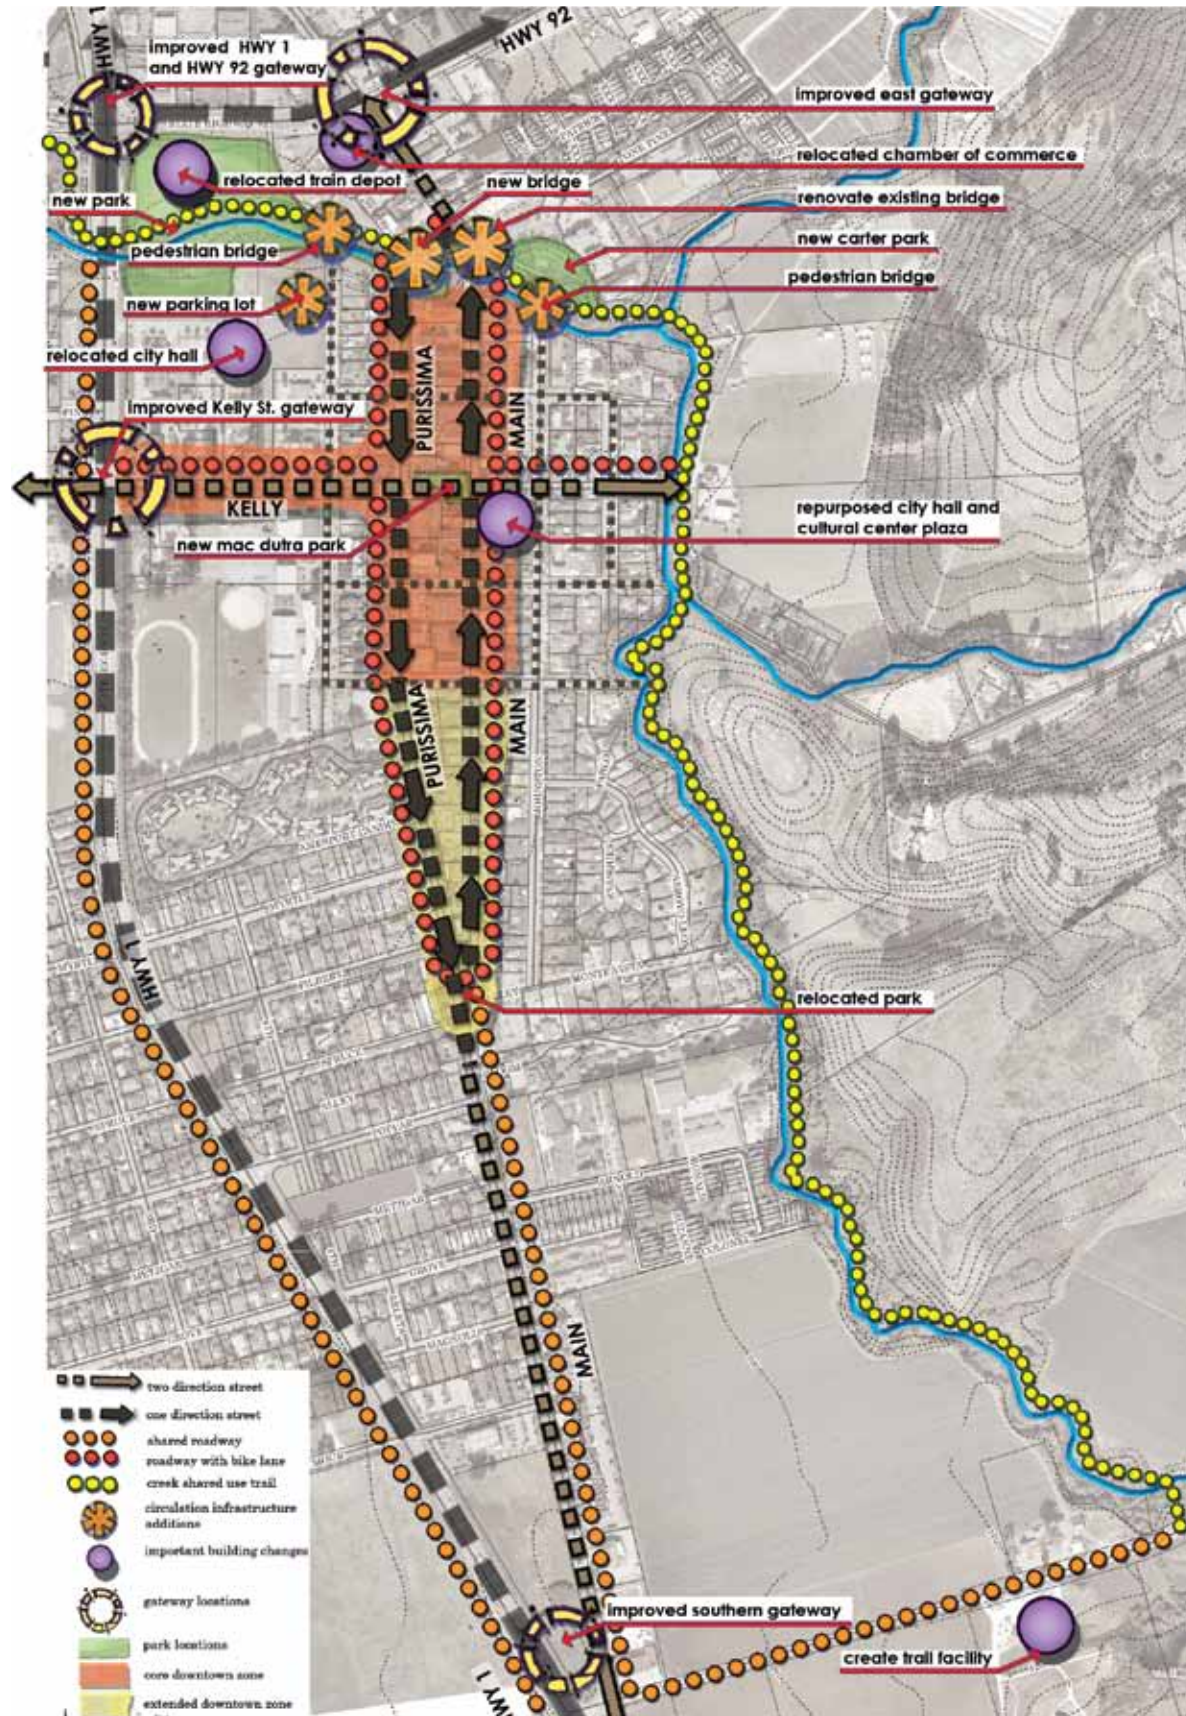 HWY 1
HWY 92
improved HWY 1
and HWY 92 gateway
improved east gateway
relocated chamber of commerce
relocated train depot
new bridge
new park
renovate existing bridge
pedestrian bridge
new carter park
pedestrian bridge
new parking lot
relocated city hall
PURISSIMA
MAIN
improved Kelly St. gateway
KELLY
repurposed city hall and
cultural center plaza
new mac dutra park
PURISSIMA
MAIN
HWY 1
relocated park
MAIN
two direction street
one direction street
shared roadway
roadway with bike lane
creek shared use trail
circulation infrastructure
additions
important building changes
gateway locations
park locations
core downtown zone
extended downtown zone
improved southern gateway
create trail facility
HWY 1